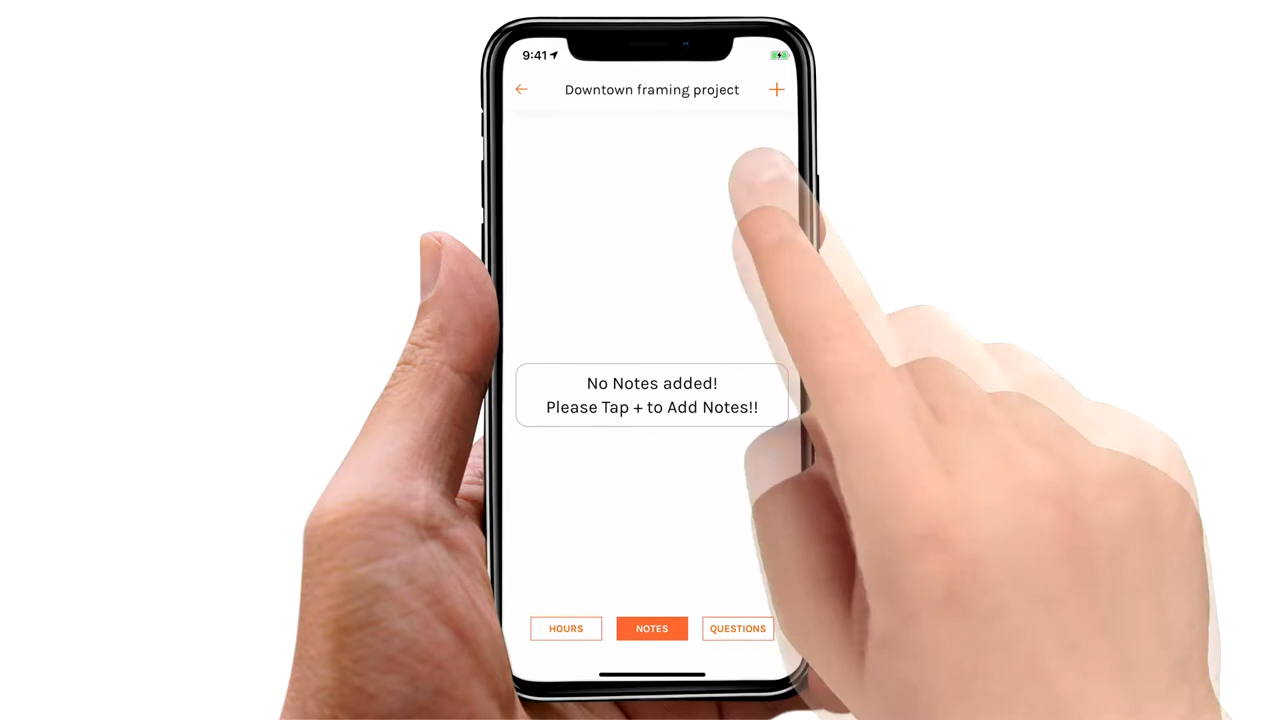 9:41
Downtown framing project
No Notes added!
Please Tap + to Add Notes!!
HOURS
NOTES
QUESTIONS